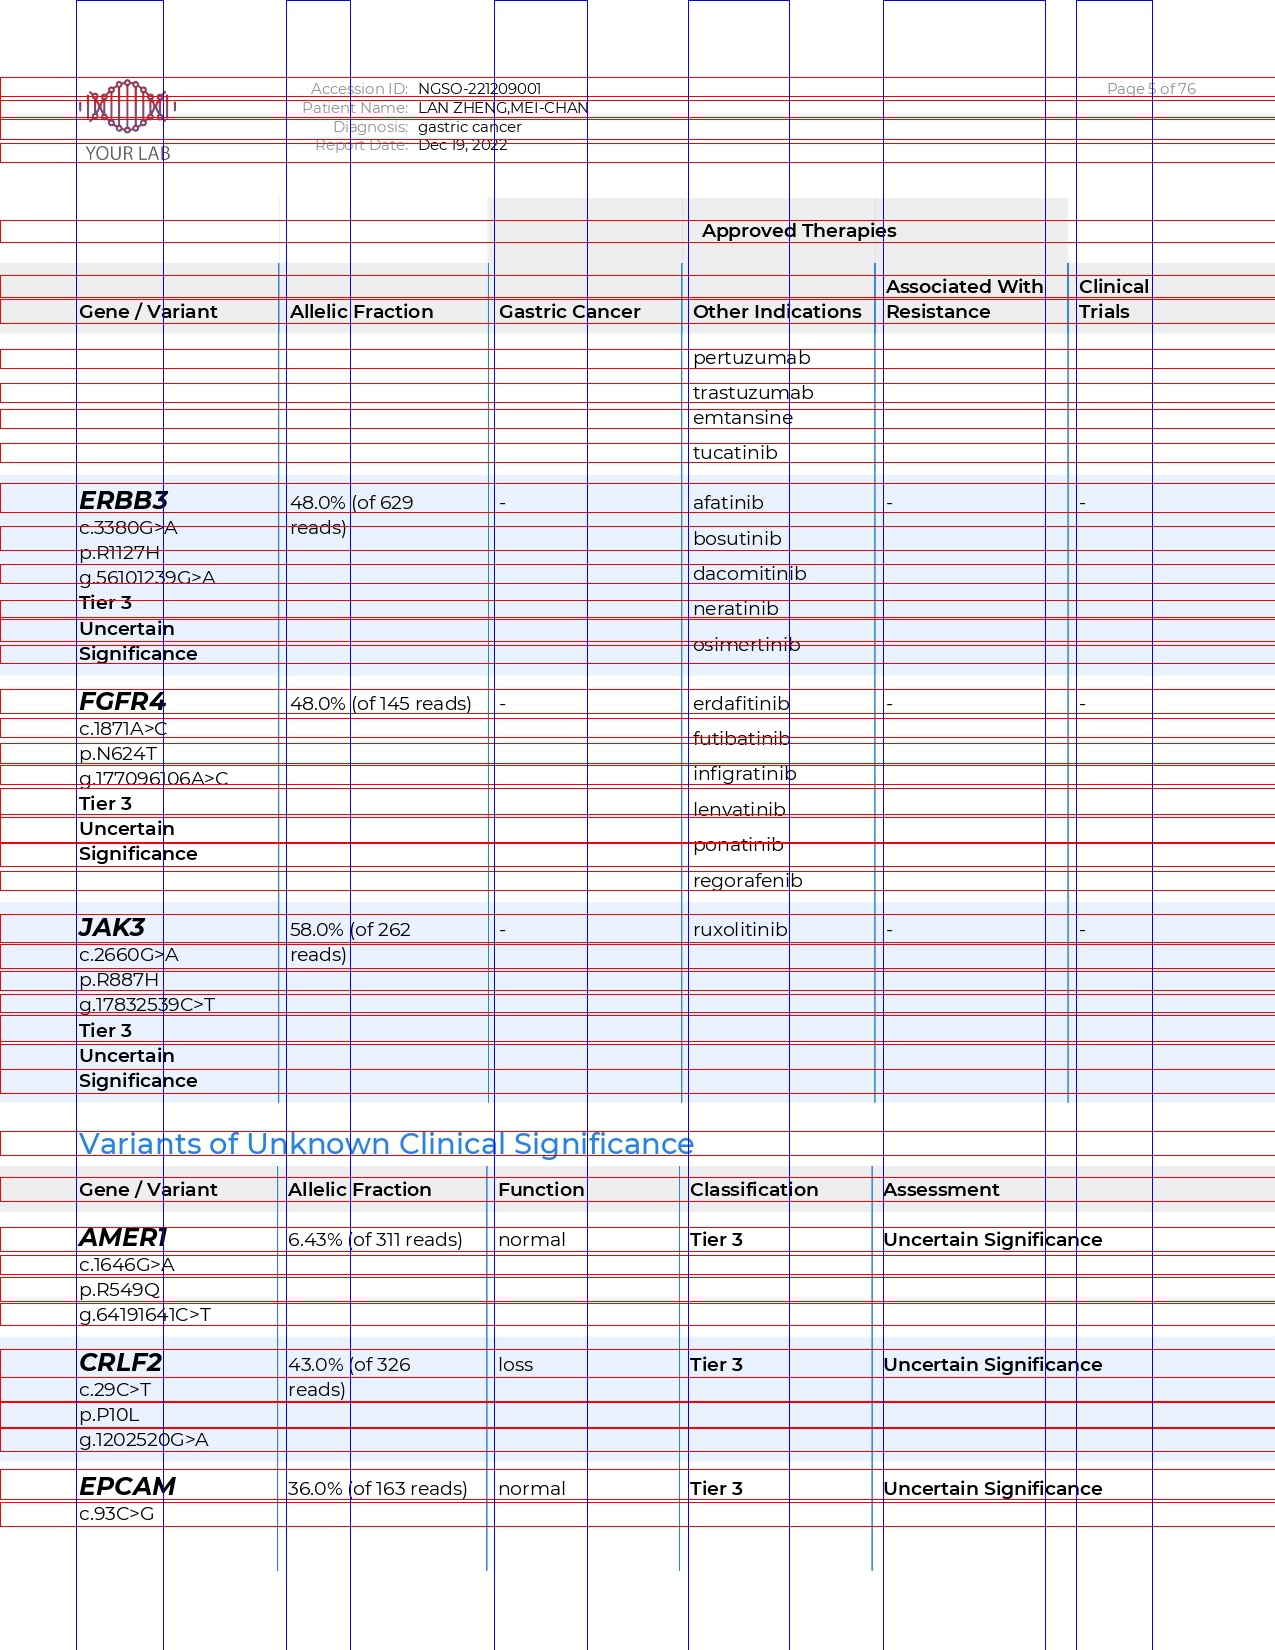 YOUR LAB
Accession ID: NGSO-221209001
Patient Name: LAN ZHENG,MEI-CHAN
Diagnosis: gastric cancer
Report Date: Dec 19, 2022
Page 5 of 76
Approved Therapies
Gene / Variant Allelic Fraction Gastric Cancer Other Indications Associated With Resistance Clinical Trials
pertuzumab
trastuzumab
emtansine
tucatinib
ERBB3 48.0% (of 629 - afatinib - -
c.3380G>A reads)
p.R1127H bosutinib
g.56101239G>A dacomitinib
Tier 3 neratinib
Uncertain osimertinib
Significance
FGFR4 48.0% (of 145 reads) - erdafitinib - -
c.1871A>C futibatinib
p.N624T
g.177096106A>C infigratinib
Tier 3 lenvatinib
Uncertain ponatinib
Significance
regorafenib
JAK3 58.0% (of 262 - ruxolitinib - -
c.2660G>A reads)
p.R887H
g.17832539C>T
Tier 3
Uncertain
Significance
Variants of Unknown Clinical Significance
Gene / Variant Allelic Fraction Function Classification Assessment
AMER1 6.43% (of 311 reads) normal Tier 3 Uncertain Significance
c.1646G>A
p.R549Q
g.64191641C>T
CRLF2 43.0% (of 326 loss Tier 3 Uncertain Significance
c.29C>T reads)
p.P10L
g.1202520G>A
EPCAM 36.0% (of 163 reads) normal Tier 3 Uncertain Significance
c.93C>G